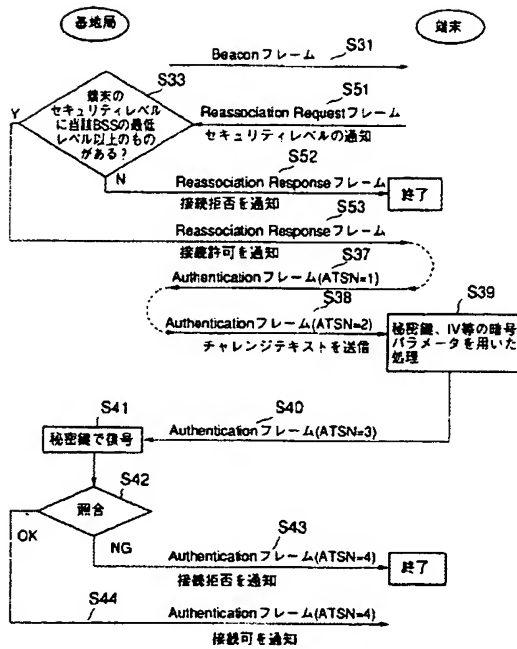 基地局
端末
S31
Beaconフレーム
S33
Y
端末の
セキュリティレベル
に当該BSSの最低
レベル以上のもの
がある?
S51
Reassociation Requestフレーム
セキュリティレベルの通知
N
S52
Reassociation Responseフレーム
接続拒否を通知
終了
S53
Reassociation Responseフレーム
接続許可を通知
S37
Authenticationフレーム(ATSN=1)
S38
Authenticationフレーム(ATSN=2)
チャレンジテキストを送信
S39
秘密鍵、IV等の暗号
パラメータを用いた
処理
S40
Authenticationフレーム(ATSN=3)
S41
秘密鍵で復号
S42
照合
OK
NG
S43
Authenticationフレーム(ATSN=4)
接続拒否を通知
終了
S44
Authenticationフレーム(ATSN=4)
接続可を通知